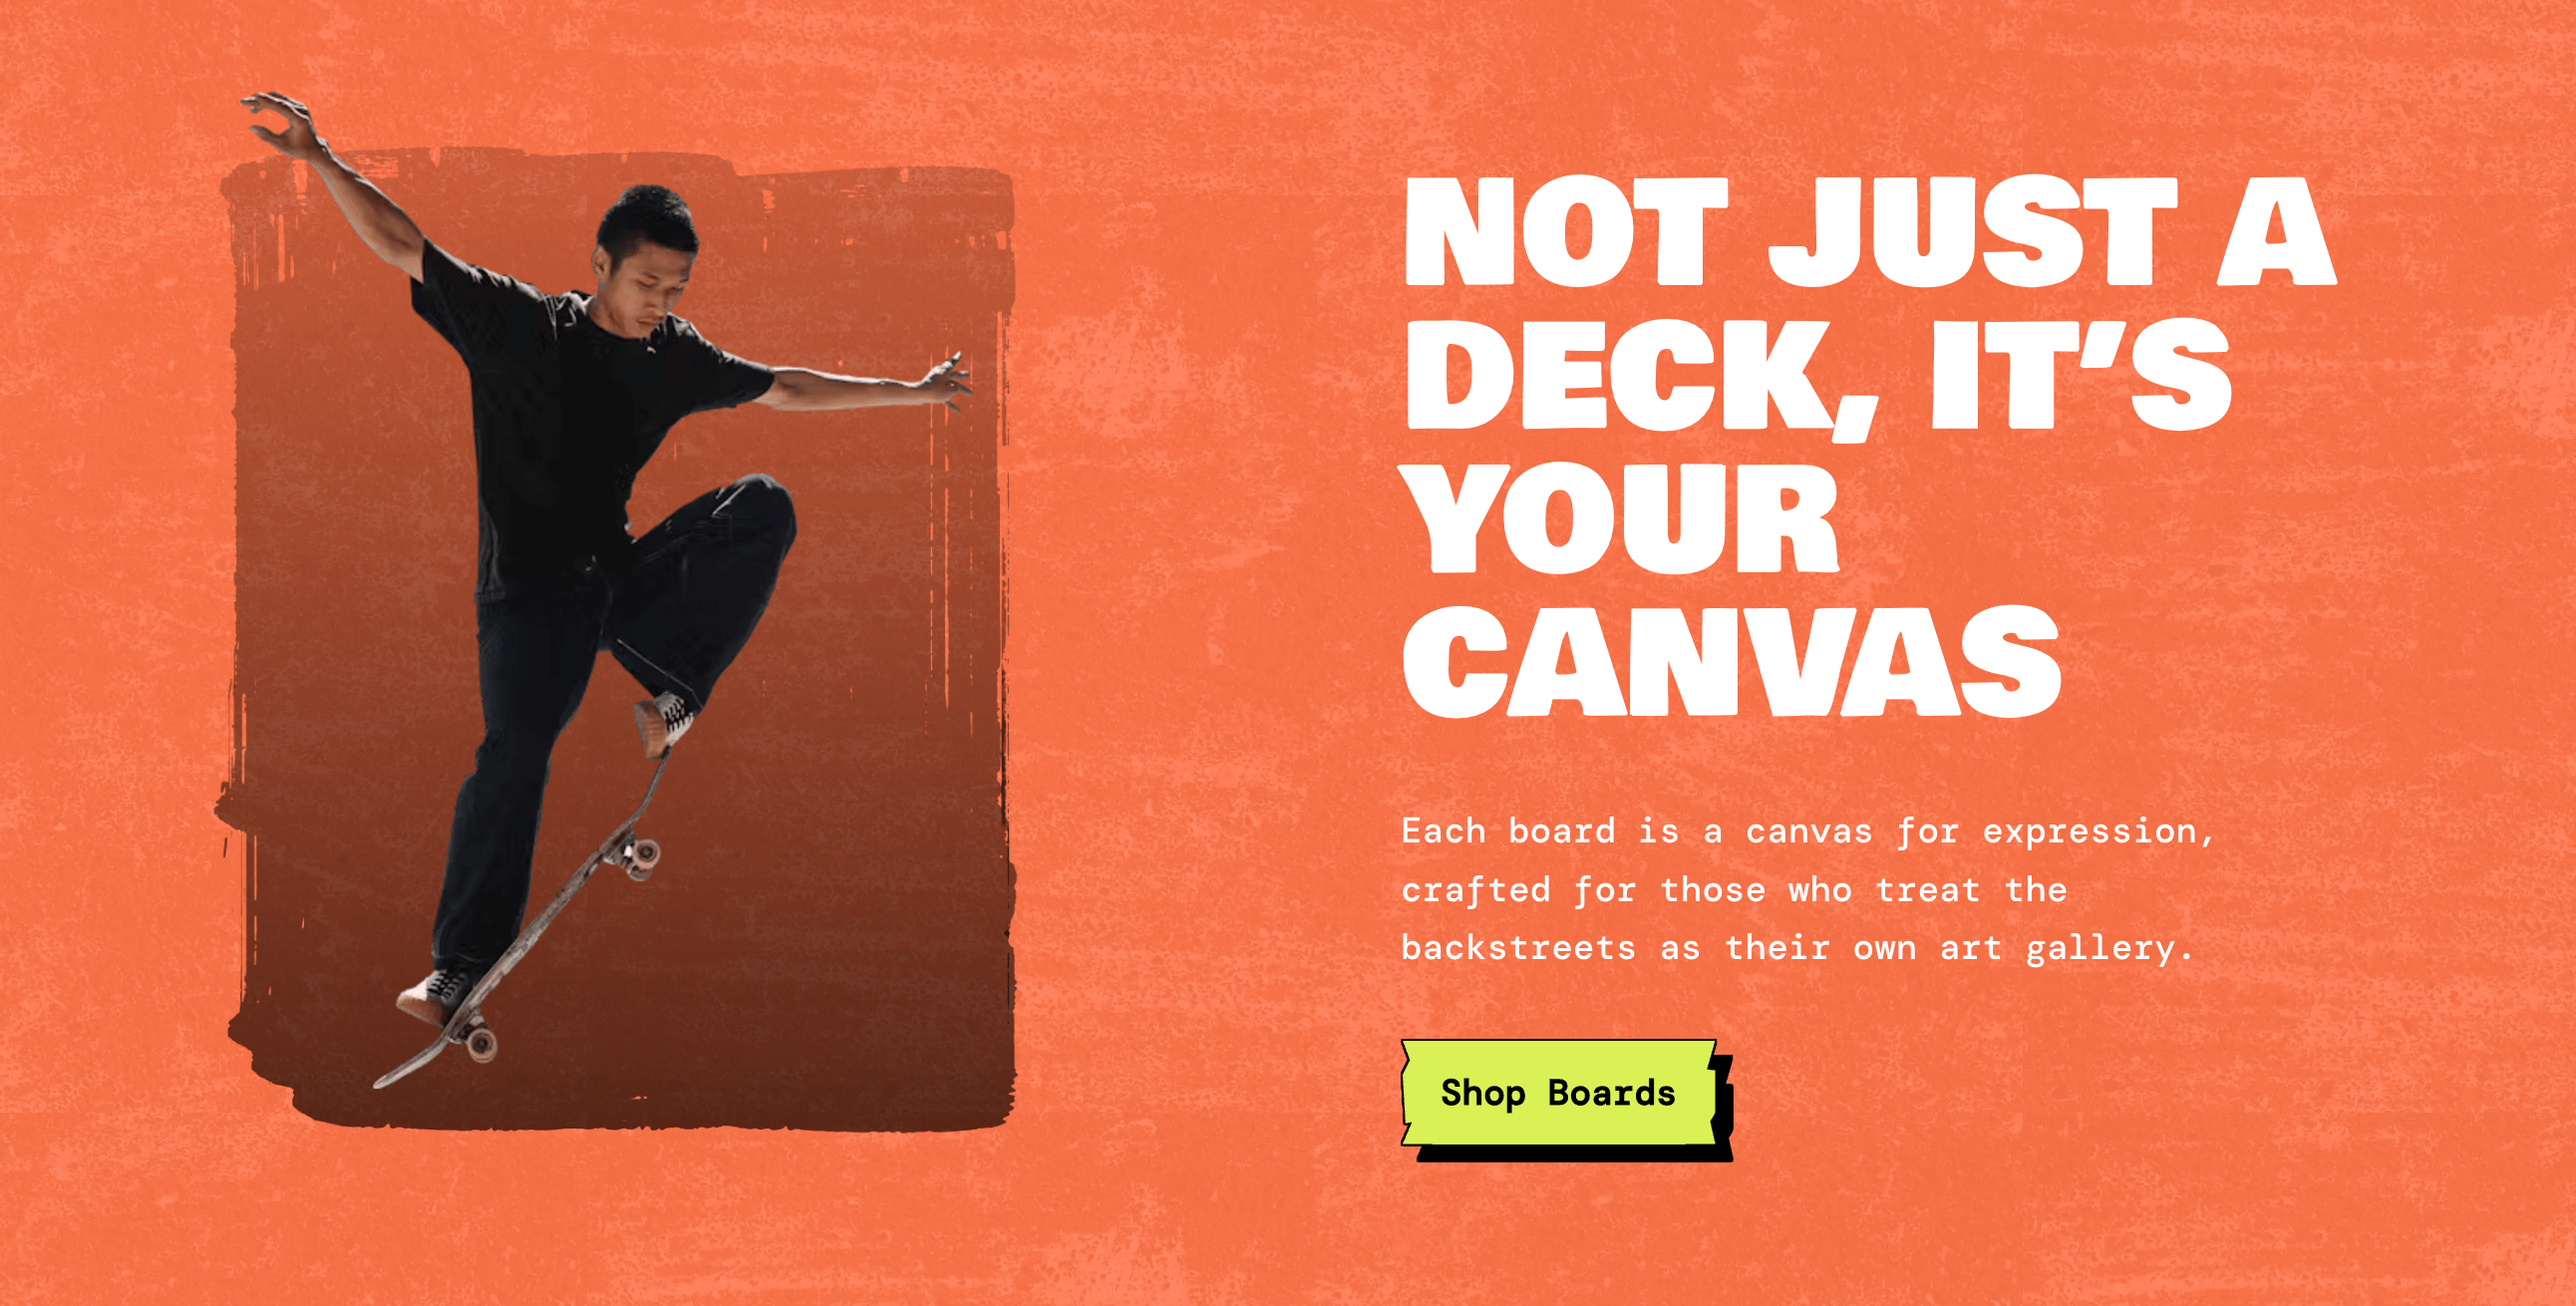 NOT JUST A
DECK, IT’S
YOUR
CANVAS
Each board is a canvas for expression,
crafted for those who treat the
backstreets as their own art gallery.
Shop Boards